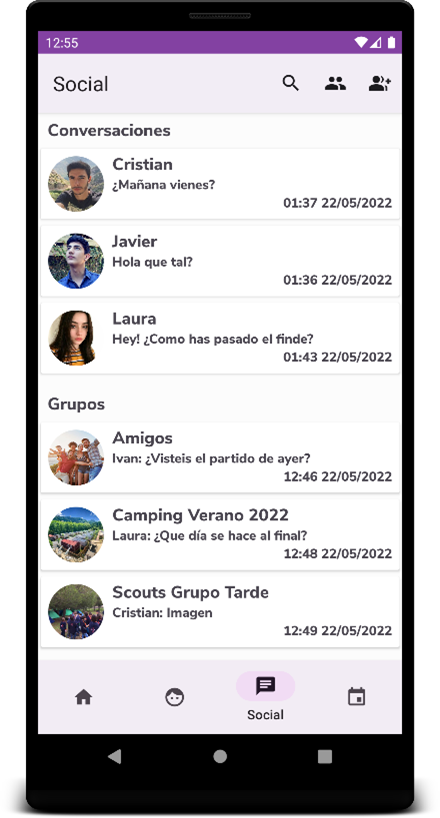 12:55
Social
Conversaciones
Cristian
¿Mañana vienes?
01:37 22/05/2022
Javier
Hola que tal?
01:36 22/05/2022
Laura
Hey! ¿Como has pasado el finde?
01:43 22/05/2022
Grupos
Amigos
Ivan: ¿Visteis el partido de ayer?
12:46 22/05/2022
Camping Verano 2022
Laura: ¿Que día se hace al final?
12:48 22/05/2022
Scouts Grupo Tarde
Cristian: Imagen
12:49 22/05/2022
Social